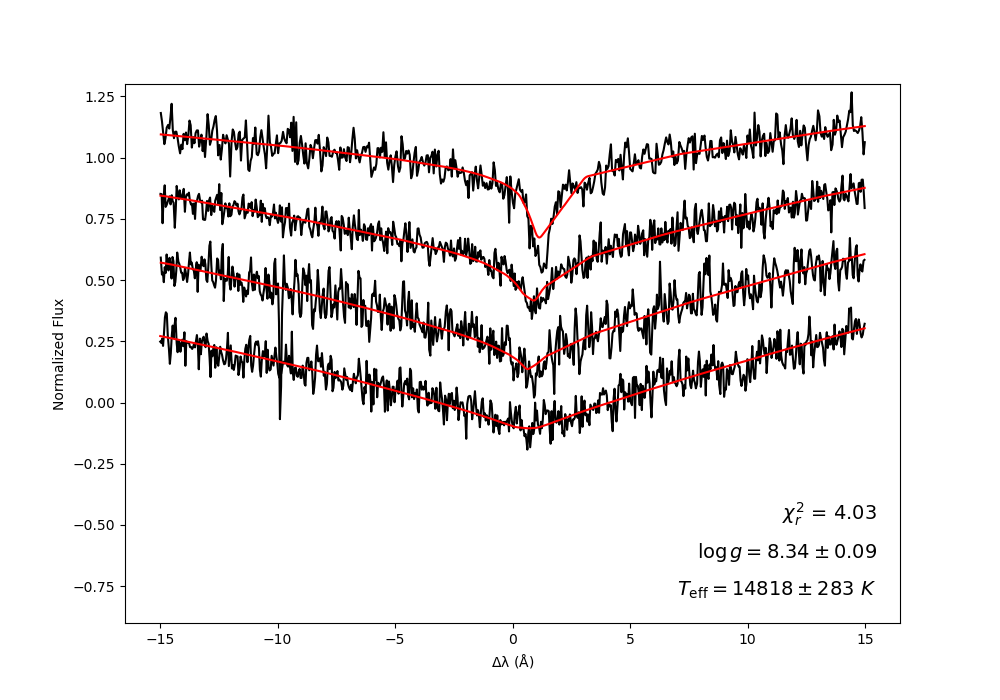 1.25
1.00
0.75
0.50
0.25
0.00
−0.25
−0.50
−0.75
Normalized Flux
χ²ᵣ = 4.03
log g = 8.34 ± 0.09
T_eff = 14818 ± 283 K
−15 −10 −5 0 5 10 15
Δλ (Å)